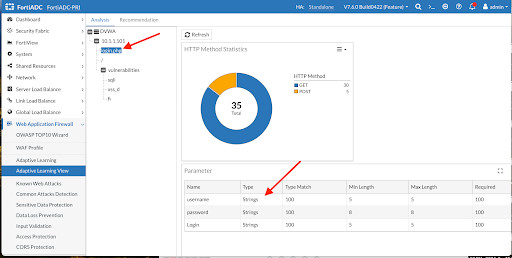 FortiADC FortiADC-PRI HA: Standalone V7.6.0 Build0422 (Feature) admin
Dashboard
Security Fabric
FortiView
System
Shared Resources
Network
Server Load Balance
Link Load Balance
Global Load Balance
Web Application Firewall
OWASP TOP10 Wizard
WAF Profile
Adaptive Learning
Adaptive Learning View
Known Web Attacks
Common Attacks Detection
Sensitive Data Protection
Data Loss Prevention
Input Validation
Access Protection
CORS Protection
Analysis Recommendation
DVWA
10.1.1.101
login.php
/
vulnerabilities
sqli
xss_d
fi
Refresh
HTTP Method Statistics
35
Total
HTTP Method
GET 30
POST 5
Parameter
Name Type Type Match Min Length Max Length Required
username Strings 100 5 5 100
password Strings 100 8 8 100
Login Strings 100 5 5 100